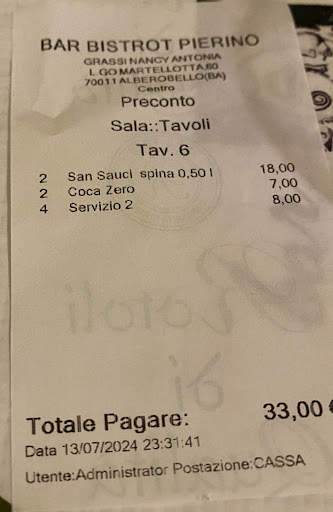 BAR BISTROT PIERINO
GRASSI NANCY ANTONIA
L.GO MARTELLOTTA,60
70011 ALBEROBELLO(BA)
Centro
Preconto
Sala::Tavoli
Tav. 6
2 San Sauci spina 0,50 l 18,00
2 Coca Zero 7,00
4 Servizio 2 8,00
Rotoli
di
Totale Pagare: 33,00 €
Data 13/07/2024 23:31:41
Utente:Administrator Postazione:CASSA